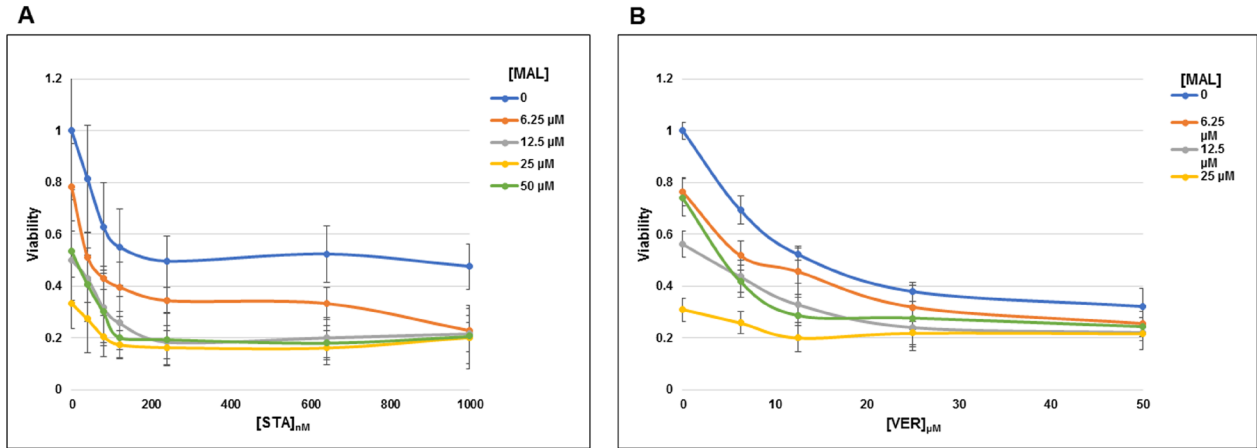 A
[MAL]
0
6.25 µM
12.5 µM
25 µM
50 µM
1.2
1
0.8
0.6
0.4
0.2
0
Viability
0 200 400 600 800 1000
[STA]nM
B
[MAL]
0
6.25
µM
12.5
µM
25 µM
1.2
1
0.8
0.6
0.4
0.2
0
Viability
0 10 20 30 40 50
[VER]µM